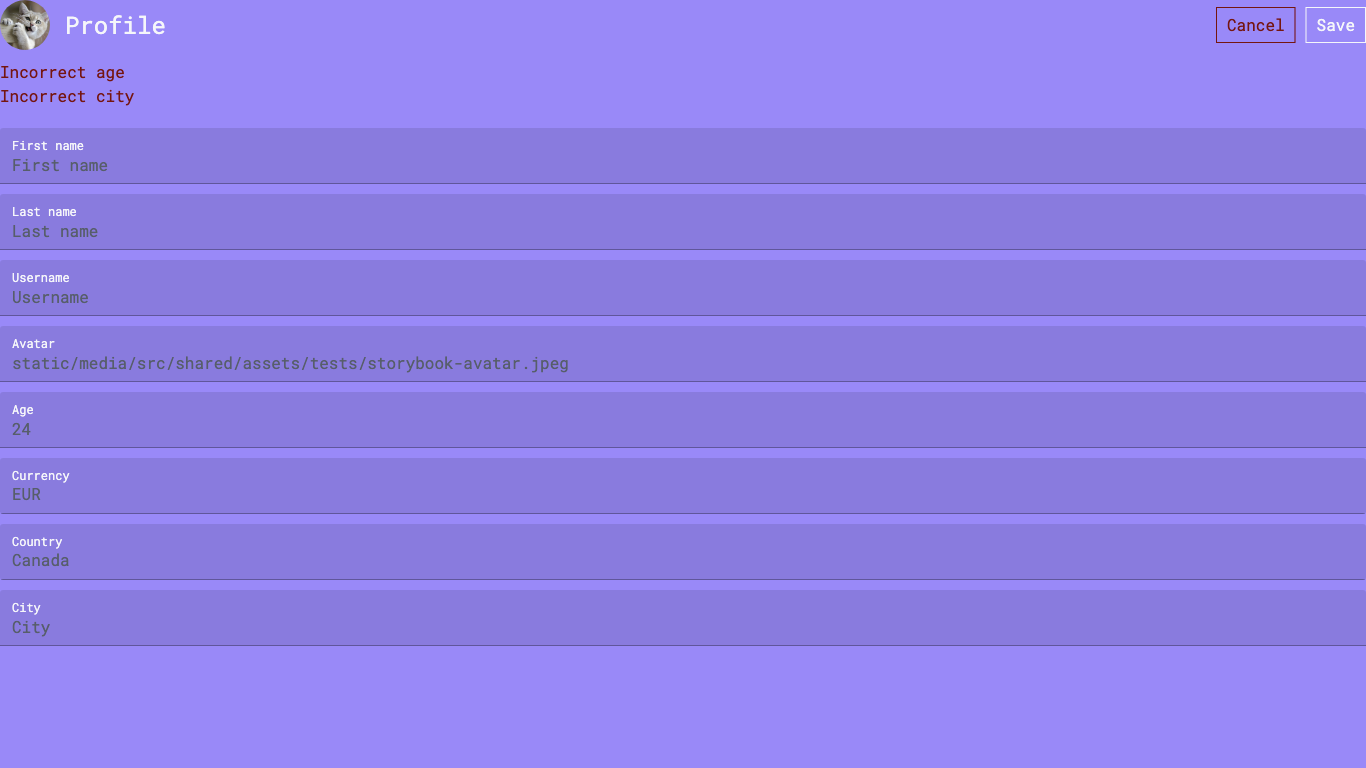 Profile
Cancel
Save
Incorrect age
Incorrect city
First name
First name
Last name
Last name
Username
Username
Avatar
static/media/src/shared/assets/tests/storybook-avatar.jpeg
Age
24
Currency
EUR
Country
Canada
City
City